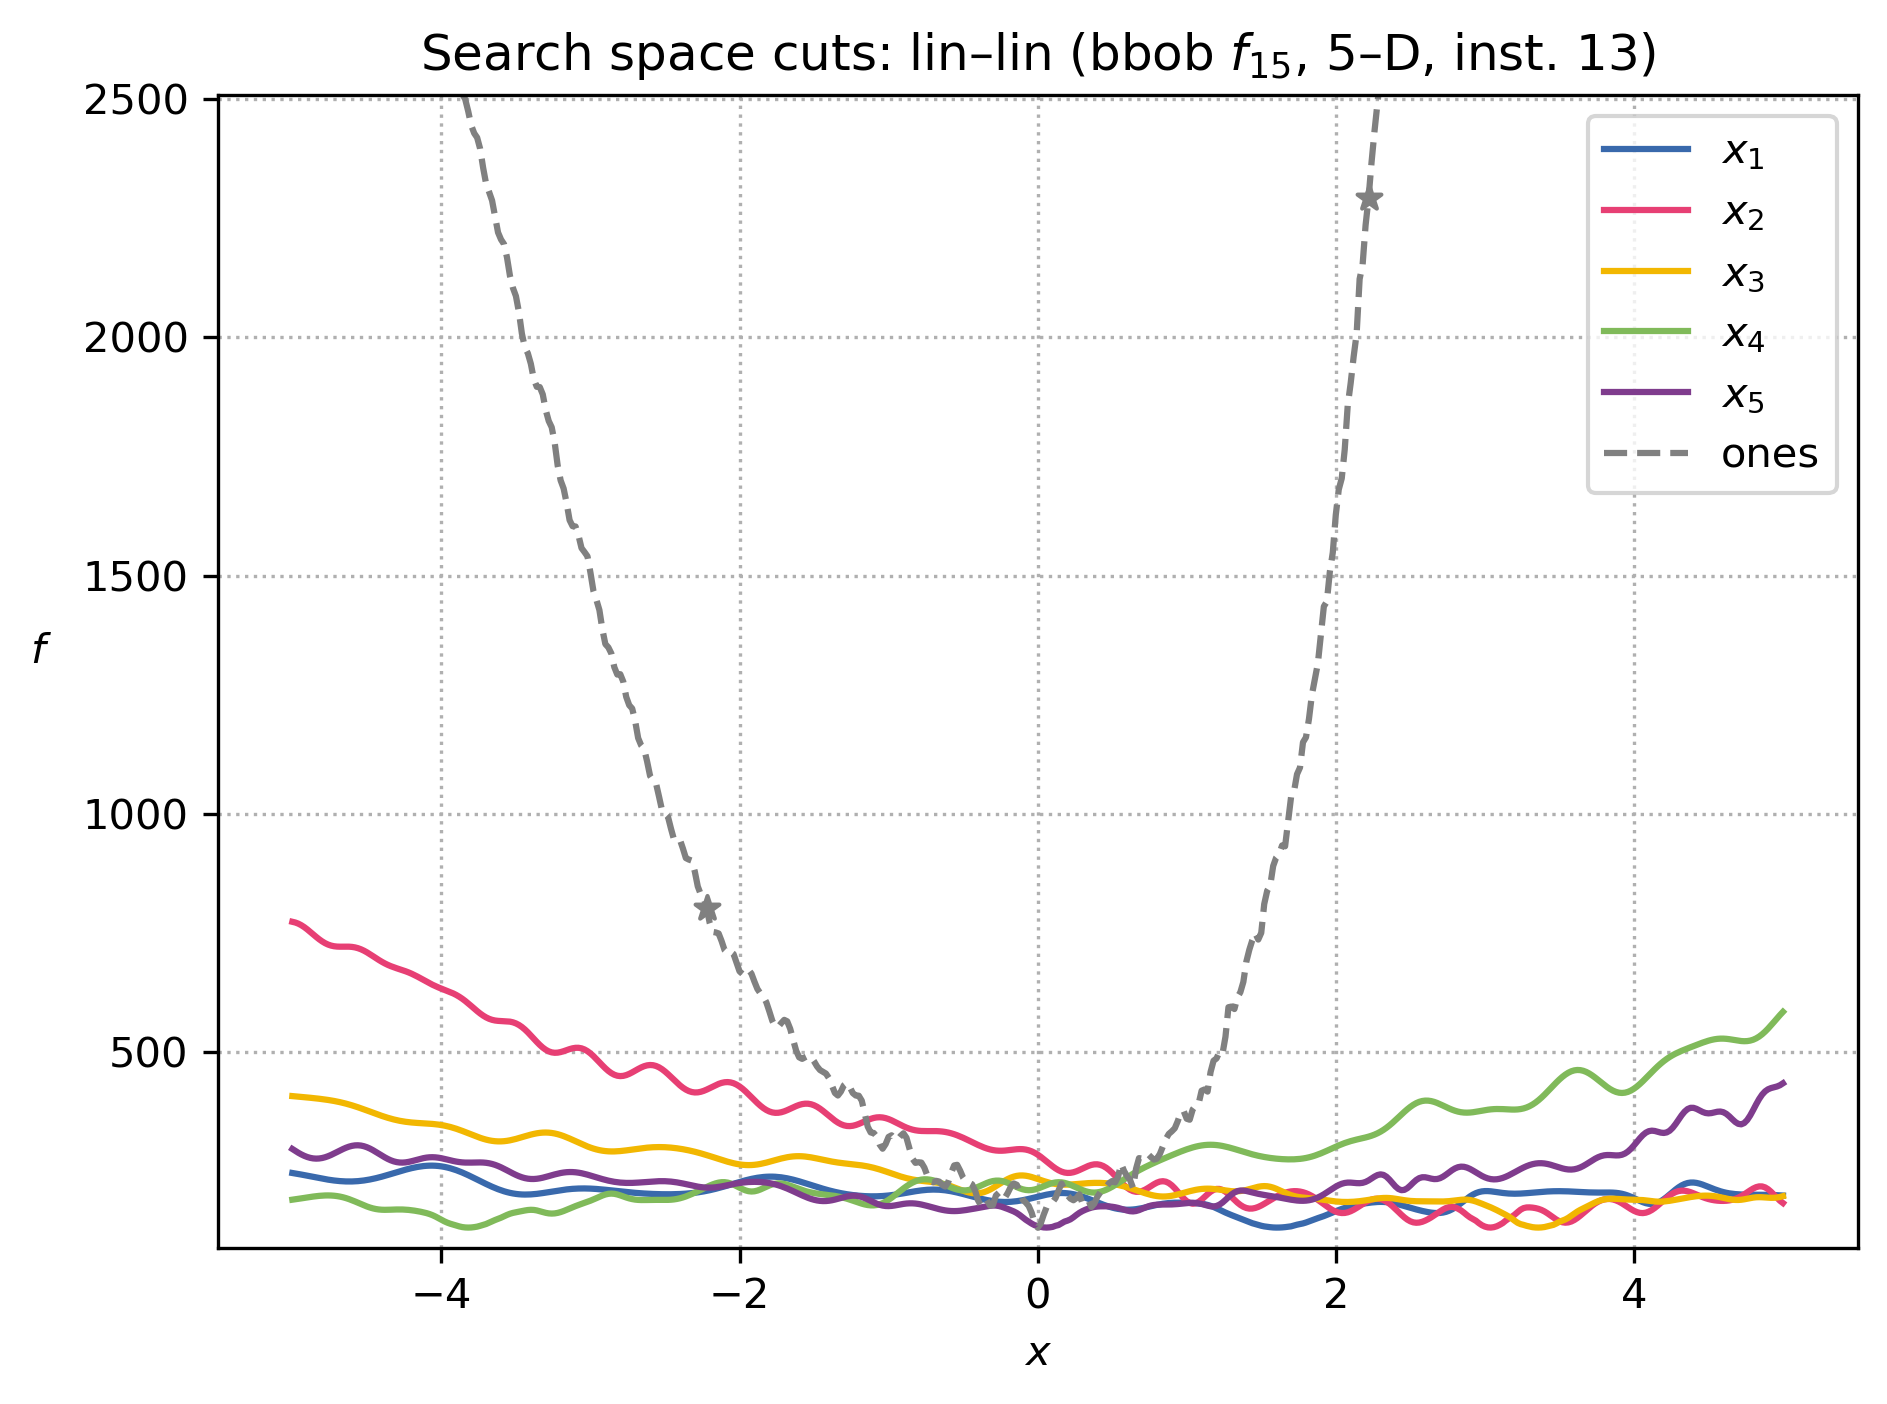 Search space cuts: lin–lin (bbob f₁₅, 5–D, inst. 13)
2500
2000
1500
1000
500
f
x₁
x₂
x₃
x₄
x₅
ones
−4 −2 0 2 4
x